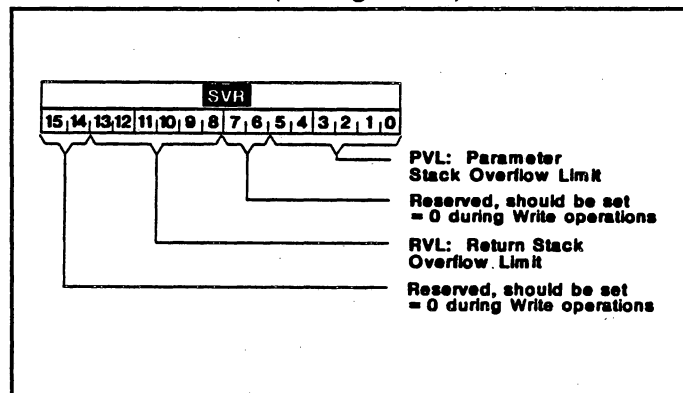 SVR
15 14 13 12 11 10 9 8 7 6 5 4 3 2 1 0
PVL: Parameter
Stack Overflow Limit
Reserved, should be set
= 0 during Write operations
RVL: Return Stack
Overflow Limit
Reserved, should be set
= 0 during Write operations